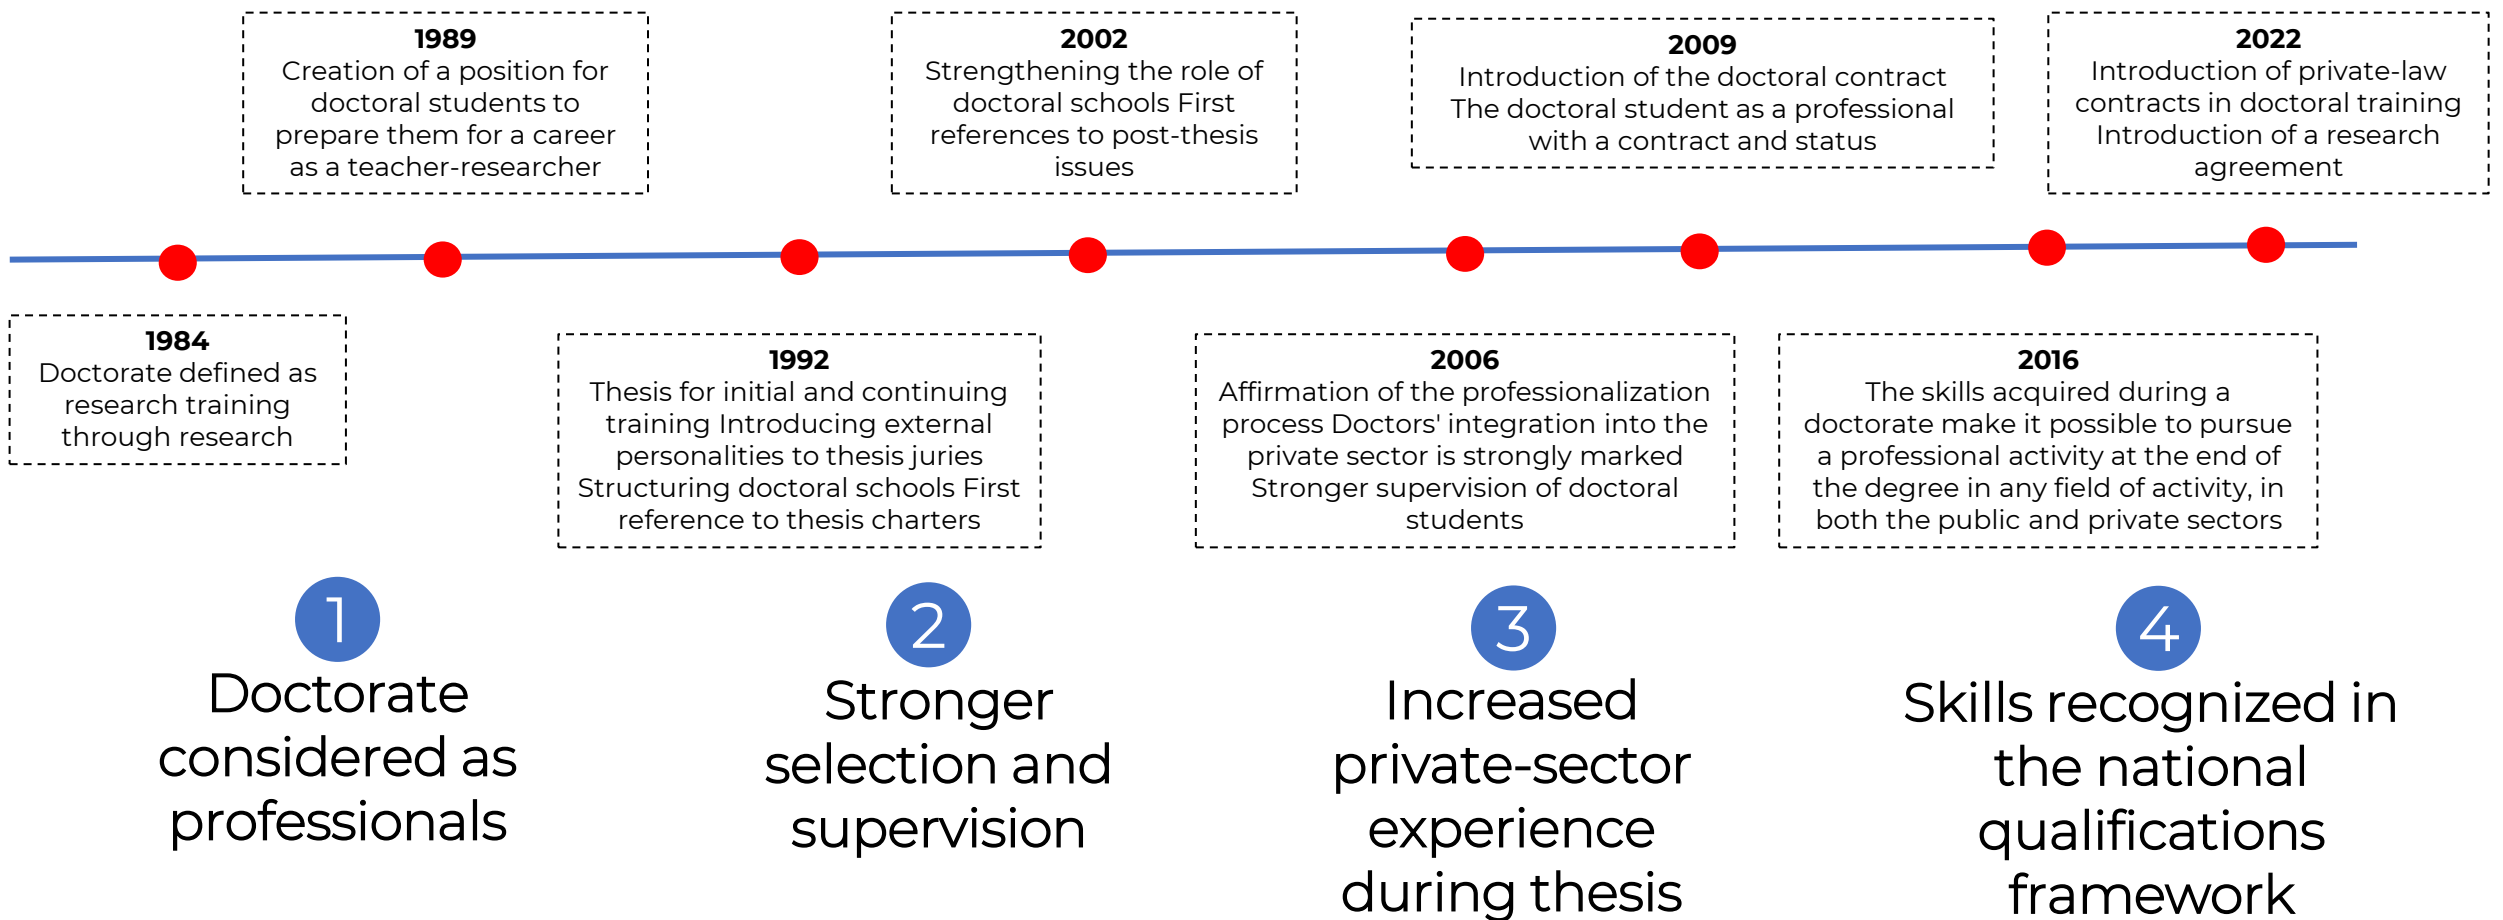 1989
Creation of a position for
doctoral students to
prepare them for a career
as a teacher-researcher
2002
Strengthening the role of
doctoral schools First
references to post-thesis
issues
2009
Introduction of the doctoral contract
The doctoral student as a professional
with a contract and status
2022
Introduction of private-law
contracts in doctoral training
Introduction of a research
agreement
1984
Doctorate defined as
research training
through research
1992
Thesis for initial and continuing
training Introducing external
personalities to thesis juries
Structuring doctoral schools First
reference to thesis charters
2006
Affirmation of the professionalization
process Doctors' integration into the
private sector is strongly marked
Stronger supervision of doctoral
students
2016
The skills acquired during a
doctorate make it possible to pursue
a professional activity at the end of
the degree in any field of activity, in
both the public and private sectors
1
Doctorate
considered as
professionals
2
Stronger
selection and
supervision
3
Increased
private-sector
experience
during thesis
4
Skills recognized in
the national
qualifications
framework